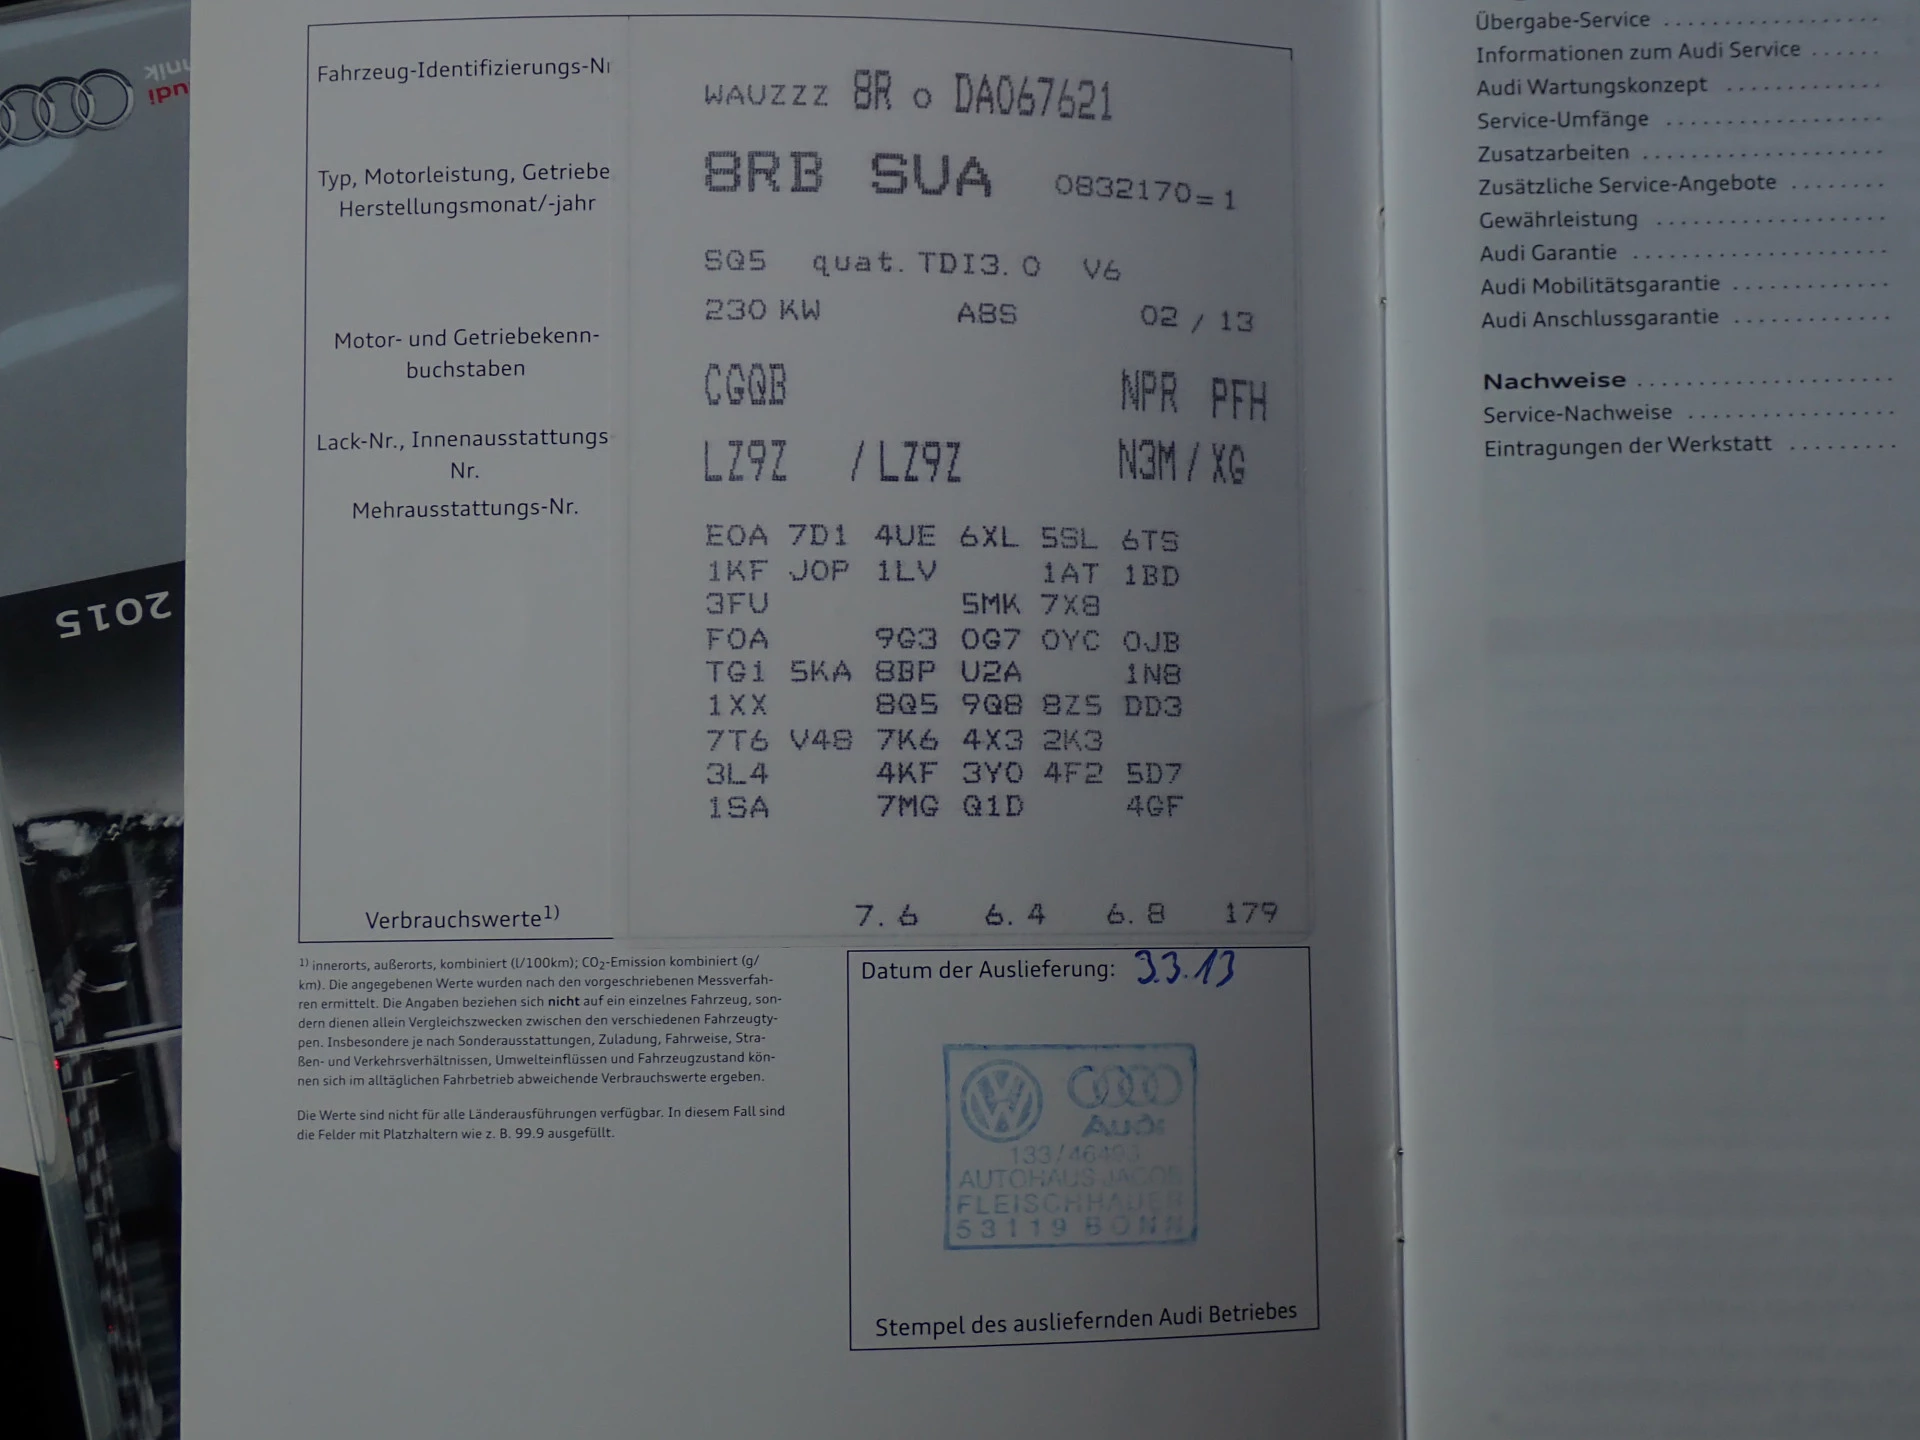 Fahrzeug-Identifizierungs-Nr
WAUZZZ 8R 0 DA067621
Typ, Motorleistung, Getriebe
Herstellungsmonat/-jahr
8RB SUA 0832170=1
SQ5 quat. TDI3.0 V6
230 KW A8S 02 / 13
Motor- und Getriebekenn-
buchstaben
CGQB NPR PFH
Lack-Nr., Innenausstattungs
Nr.
LZ9Z / LZ9Z N3M / XG
Mehrausstattungs-Nr.
E0A 7D1 4UE 6XL 5SL 6TS
1KF J0P 1LV 1AT 1BD
3FU 5MK 7X8
F0A 9G3 0G7 0YC 0JB
TG1 5KA 8BP U2A 1N8
1XX 8Q5 9Q8 8Z5 DD3
7T6 V48 7K6 4X3 2K3
3L4 4KF 3Y0 4F2 5D7
1SA 7MG Q1D 4GF
Verbrauchswerte1) 7.6 6.4 6.8 179
1) innerorts, außerorts, kombiniert (l/100km); CO2-Emission kombiniert (g/
km). Die angegebenen Werte wurden nach den vorgeschriebenen Messverfah-
ren ermittelt. Die Angaben beziehen sich nicht auf ein einzelnes Fahrzeug, son-
dern dienen allein Vergleichszwecken zwischen den verschiedenen Fahrzeugty-
pen. Insbesondere je nach Sonderausstattungen, Zuladung, Fahrweise, Stra-
ßen- und Verkehrsverhältnissen, Umwelteinflüssen und Fahrzeugzustand kön-
nen sich im alltäglichen Fahrbetrieb abweichende Verbrauchswerte ergeben.
Die Werte sind nicht für alle Länderausführungen verfügbar. In diesem Fall sind
die Felder mit Platzhaltern wie z. B. 99.9 ausgefüllt.
Datum der Auslieferung: 3.3.13
Audi
133/46493
AUTOHAUS JACOB
FLEISCHHAUER
53119 BONN
Stempel des ausliefernden Audi Betriebes
Übergabe-Service ....................
Informationen zum Audi Service ......
Audi Wartungskonzept .............
Service-Umfänge ..................
Zusatzarbeiten ....................
Zusätzliche Service-Angebote ........
Gewährleistung ...................
Audi Garantie .....................
Audi Mobilitätsgarantie ............
Audi Anschlussgarantie ............
Nachweise .....................
Service-Nachweise .................
Eintragungen der Werkstatt .........
2015